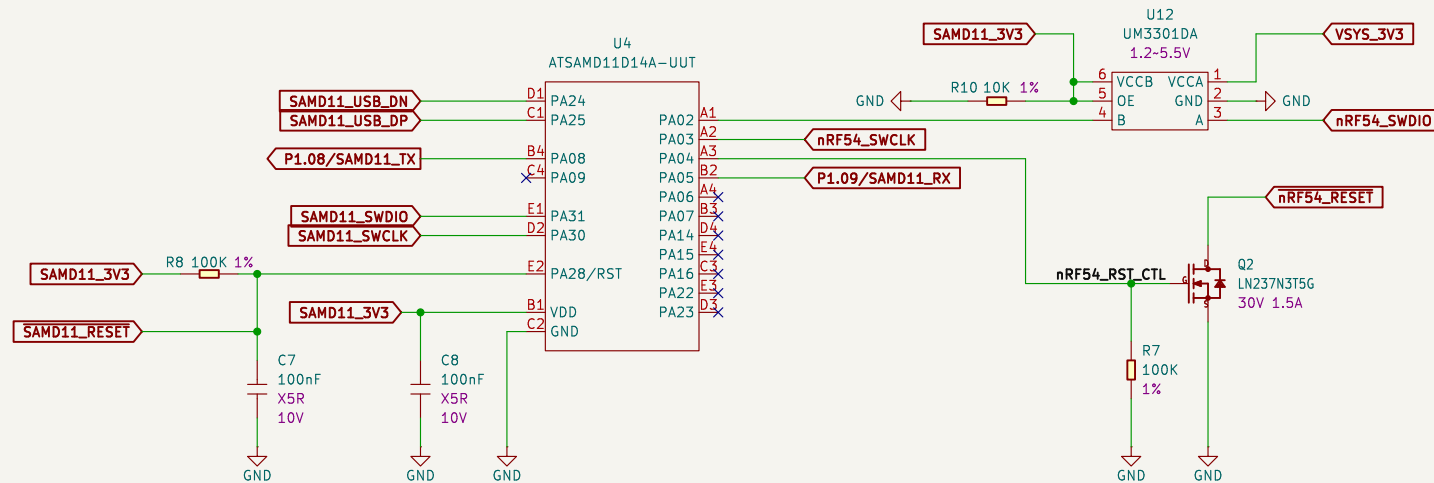 U4
ATSAMD11D14A-UUT
SAMD11_USB_DN
D1
PA24
SAMD11_USB_DP
C1
PA25
P1.08/SAMD11_TX
B4
PA08
C4
PA09
SAMD11_SWDIO
E1
PA31
SAMD11_SWCLK
D2
PA30
SAMD11_3V3
R8 100K 1%
E2
PA28/RST
SAMD11_RESET
SAMD11_3V3
B1
VDD
C2
GND
C7
100nF
X5R
10V
GND
C8
100nF
X5R
10V
GND
GND
PA02
A1
PA03
A2
nRF54_SWCLK
PA04
A3
PA05
B2
P1.09/SAMD11_RX
PA06
A4
PA07
B3
PA14
D4
PA15
E4
PA16
C3
PA22
E3
PA23
D3
U12
UM3301DA
1.2~5.5V
SAMD11_3V3
GND
R10 10K 1%
6
VCCB
VCCA
1
VSYS_3V3
5
OE
GND
2
GND
4
B
A
3
nRF54_SWDIO
nRF54_RESET
nRF54_RST_CTL
D
G
S
Q2
LN237N3T5G
30V 1.5A
R7
100K
1%
GND
GND